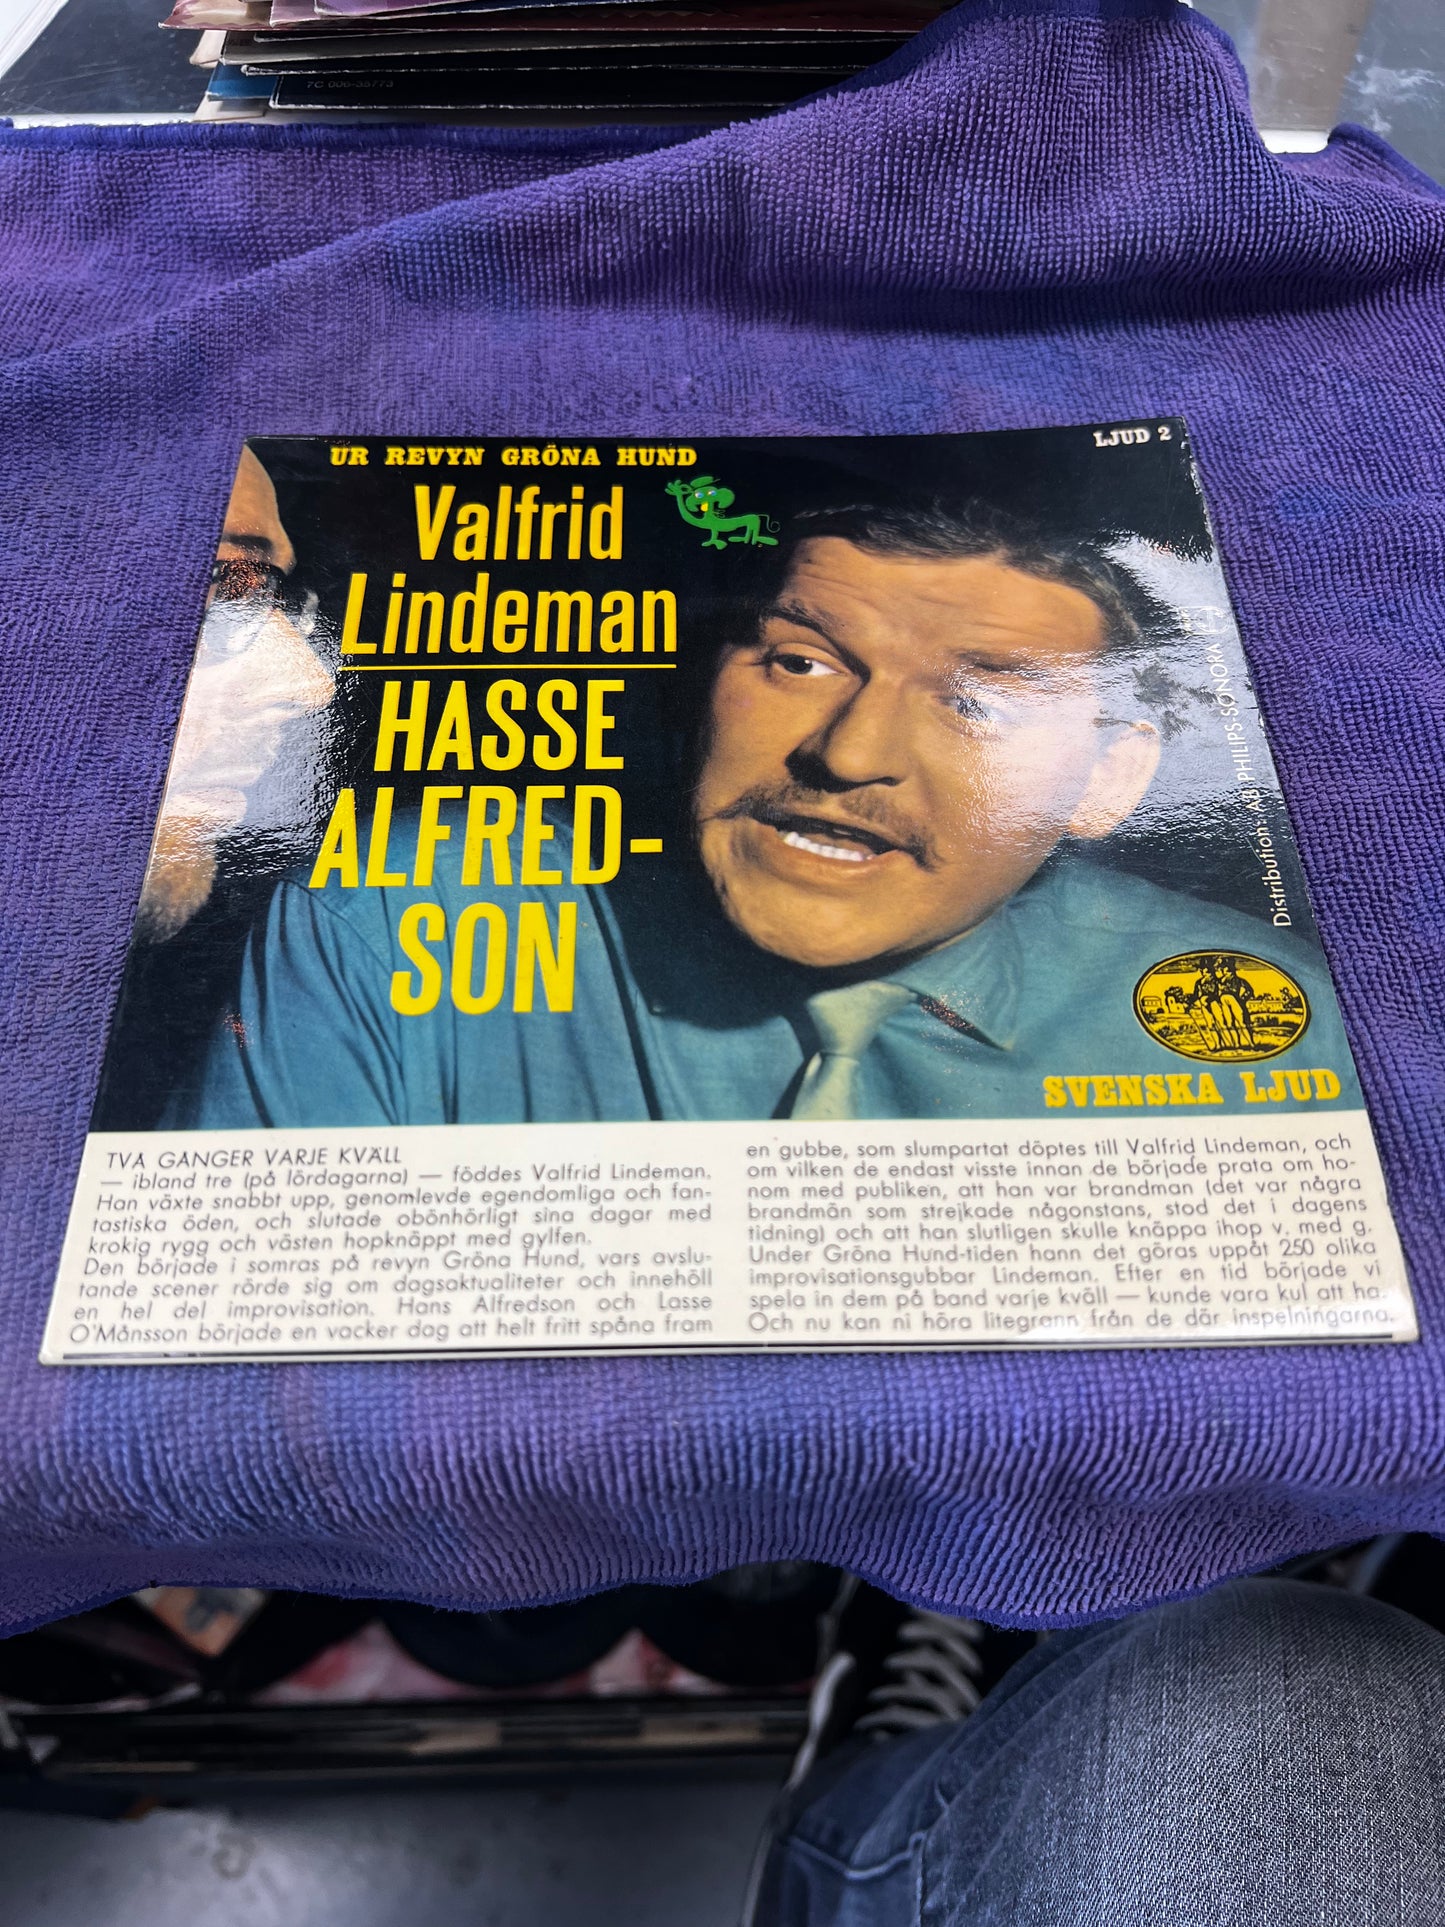 7C 006-35773
UR REVYN GRÖNA HUND
LJUD 2
Valfrid
Lindeman
HASSE
ALFRED-
SON
Distribution: AB PHILIPS-SONORA
SVENSKA LJUD
TVÅ GÅNGER VARJE KVÄLL
— ibland tre (på lördagarna) — föddes Valfrid Lindeman.
Han växte snabbt upp, genomlevde egendomliga och fan-
tastiska öden, och slutade obönhörligt sina dagar med
krokig rygg och västen hopknäppt med gylfen.
Den började i somras på revyn Gröna Hund, vars avslu-
tande scener rörde sig om dagsaktualiteter och innehöll
en hel del improvisation. Hans Alfredson och Lasse
O'Månsson började en vacker dag att helt fritt spåna fram
en gubbe, som slumpartat döptes till Valfrid Lindeman, och
om vilken de endast visste innan de började prata om ho-
nom med publiken, att han var brandman (det var några
brandmän som strejkade någonstans, stod det i dagens
tidning) och att han slutligen skulle knäppa ihop v. med g.
Under Gröna Hund-tiden hann det göras uppåt 250 olika
improvisationsgubbar Lindeman. Efter en tid började vi
spela in dem på band varje kväll — kunde vara kul att ha.
Och nu kan ni höra litegrann från de där inspelningarna.